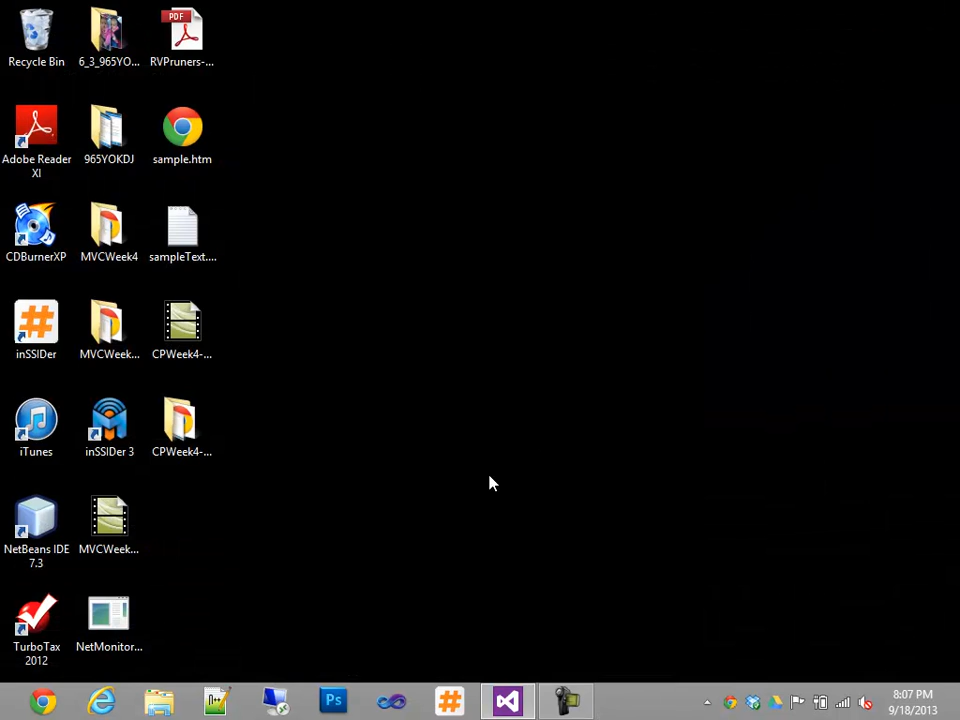 Recycle Bin
6_3_965YO...
PDF
RVPruners-...
Adobe Reader
XI
965YOKDJ
sample.htm
CDBurnerXP
MVCWeek4
sampleText....
inSSIDer
MVCWeek...
CPWeek4-...
iTunes
inSSIDer 3
CPWeek4-...
NetBeans IDE
7.3
MVCWeek...
TurboTax
2012
NetMonitor...
Ps
8:07 PM
9/18/2013